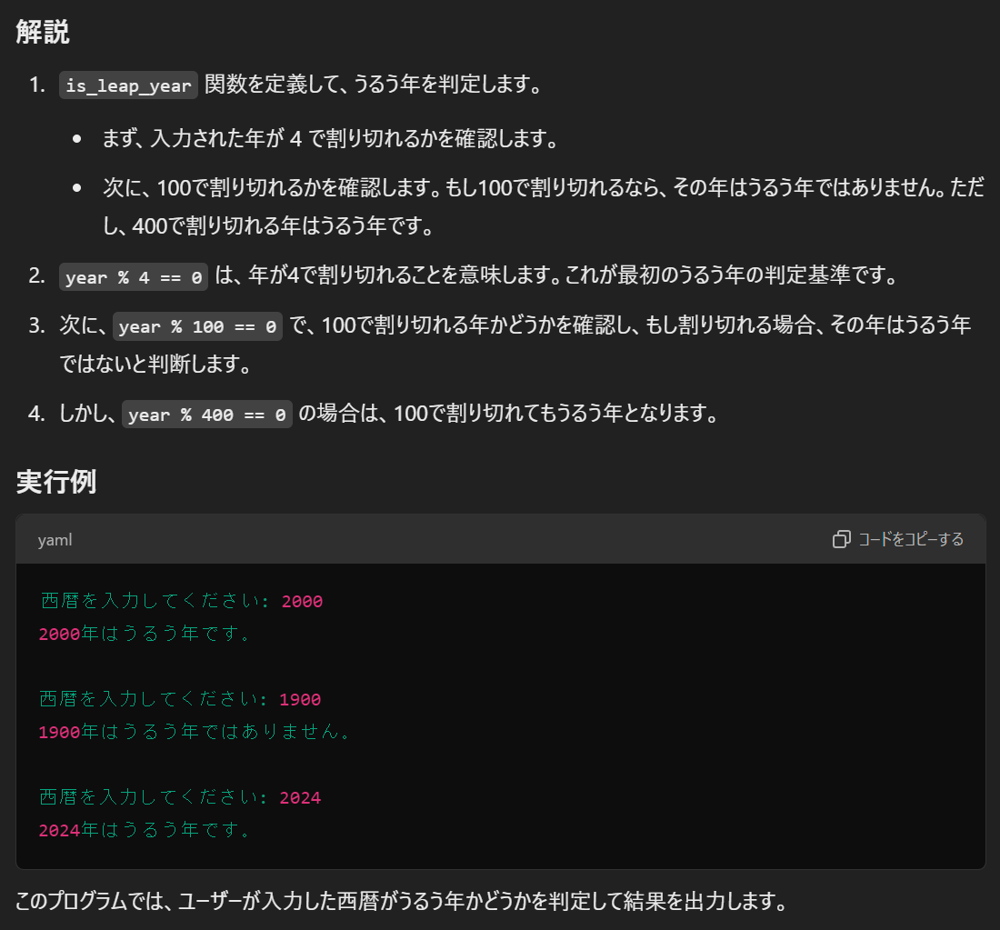 解説
1. is_leap_year 関数を定義して、うるう年を判定します。
• まず、入力された年が 4 で割り切れるかを確認します。
• 次に、100で割り切れるかを確認します。もし100で割り切れるなら、その年はうるう年ではありません。ただ
し、400で割り切れる年はうるう年です。
2. year % 4 == 0 は、年が4で割り切れることを意味します。これが最初のうるう年の判定基準です。
3. 次に、year % 100 == 0 で、100で割り切れる年かどうかを確認し、もし割り切れる場合、その年はうるう年
ではないと判断します。
4. しかし、year % 400 == 0 の場合は、100で割り切れてもうるう年となります。
実行例
yaml コードをコピーする
西暦を入力してください: 2000
2000年はうるう年です。
西暦を入力してください: 1900
1900年はうるう年ではありません。
西暦を入力してください: 2024
2024年はうるう年です。
このプログラムでは、ユーザーが入力した西暦がうるう年かどうかを判定して結果を出力します。